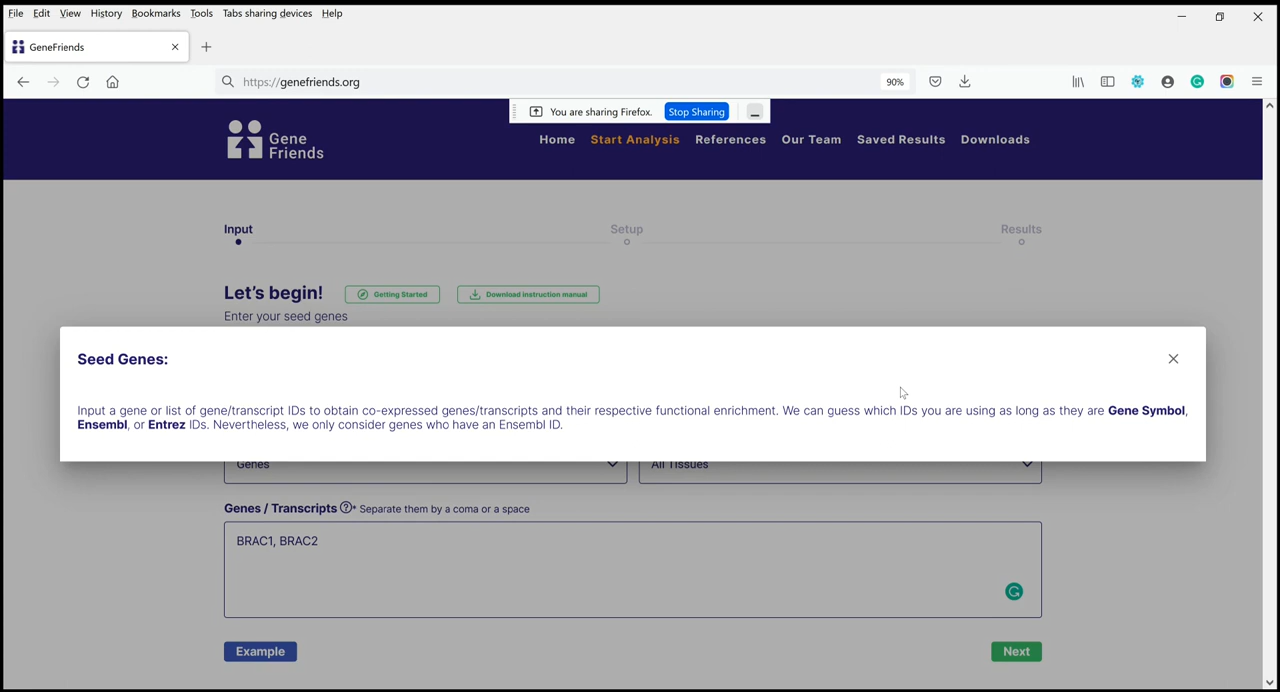 File Edit View History Bookmarks Tools Tabs sharing devices Help
GeneFriends
https://genefriends.org 90%
You are sharing Firefox. Stop Sharing
Gene
Friends
Home Start Analysis References Our Team Saved Results Downloads
Input Setup Results
Let's begin! Getting Started Download instruction manual
Enter your seed genes
Seed Genes:
Input a gene or list of gene/transcript IDs to obtain co-expressed genes/transcripts and their respective functional enrichment. We can guess which IDs you are using as long as they are Gene Symbol,
Ensembl, or Entrez IDs. Nevertheless, we only consider genes who have an Ensembl ID.
Genes All Tissues
Genes / Transcripts ?* Separate them by a coma or a space
BRAC1, BRAC2
Example Next